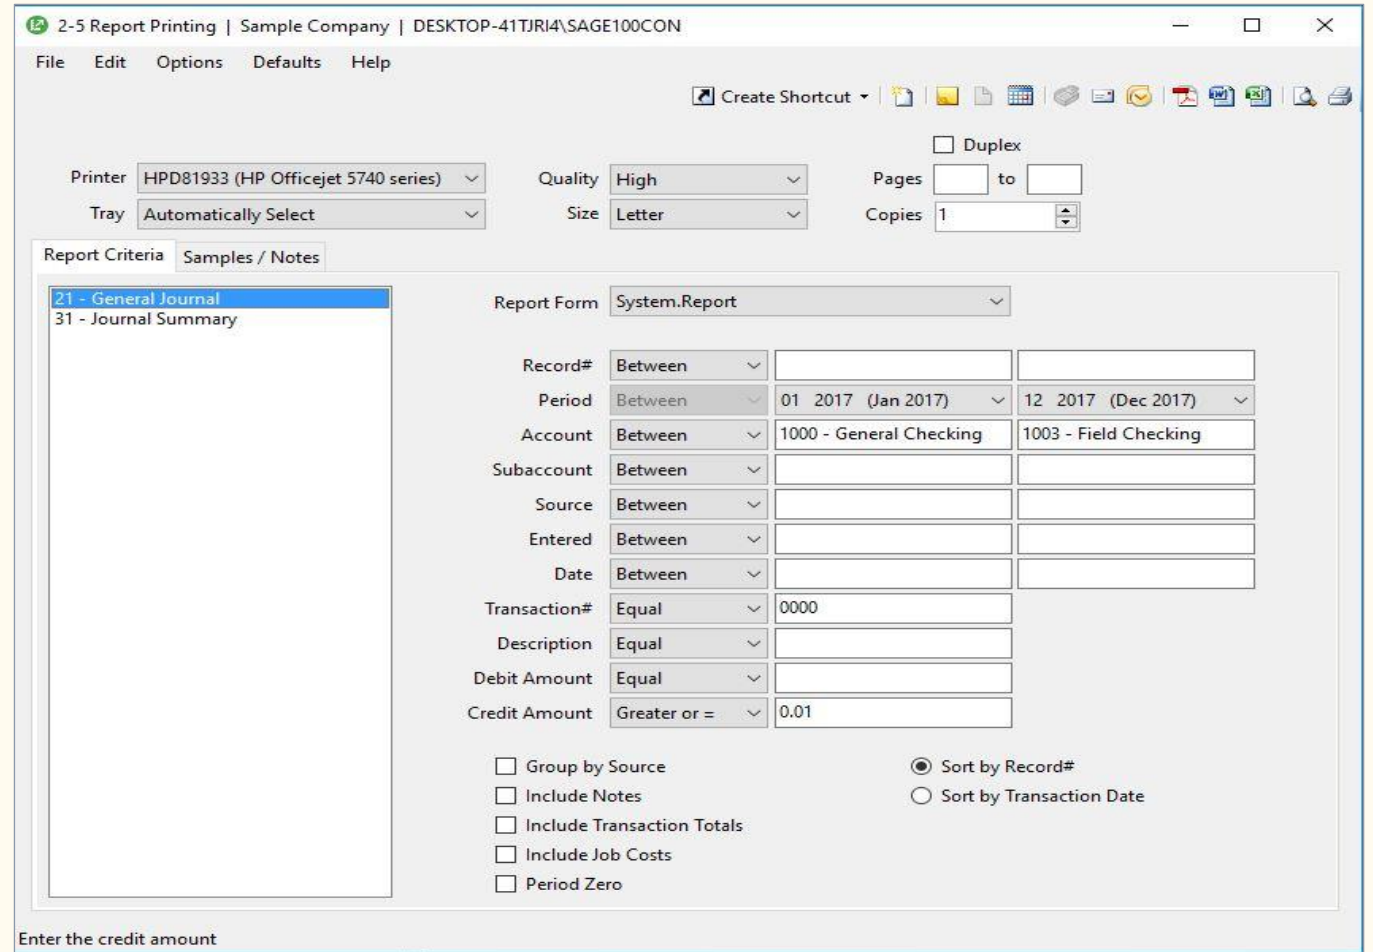 2-5 Report Printing | Sample Company | DESKTOP-41TJRI4\SAGE100CON
File Edit Options Defaults Help
Create Shortcut
Duplex
Printer HPD81933 (HP Officejet 5740 series) Quality High Pages to
Tray Automatically Select Size Letter Copies 1
Report Criteria Samples / Notes
21 - General Journal
31 - Journal Summary
Report Form System.Report
Record# Between
Period Between 01 2017 (Jan 2017) 12 2017 (Dec 2017)
Account Between 1000 - General Checking 1003 - Field Checking
Subaccount Between
Source Between
Entered Between
Date Between
Transaction# Equal 0000
Description Equal
Debit Amount Equal
Credit Amount Greater or = 0.01
Group by Source Sort by Record#
Include Notes Sort by Transaction Date
Include Transaction Totals
Include Job Costs
Period Zero
Enter the credit amount